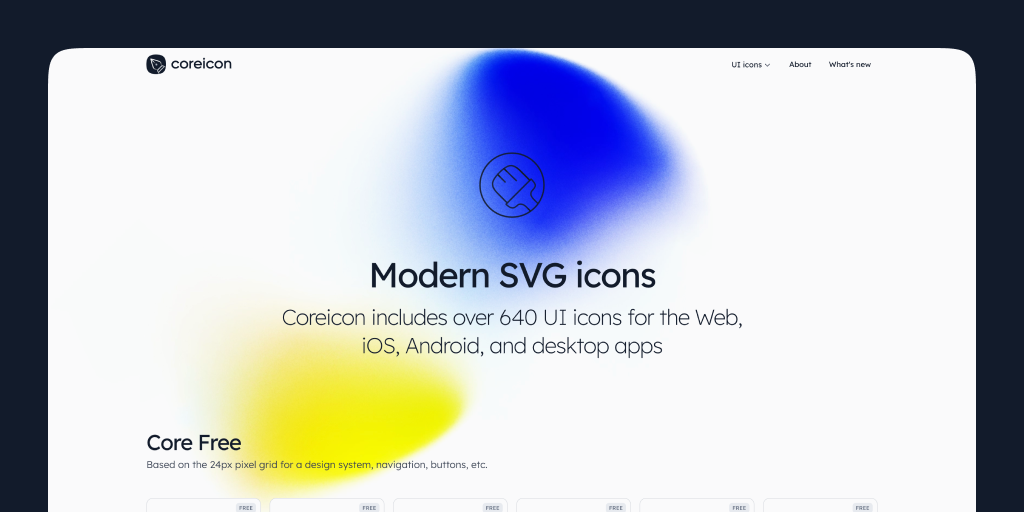 coreicon
UI icons
About
What's new
Modern SVG icons
Coreicon includes over 640 UI icons for the Web,
iOS, Android, and desktop apps
Core Free
Based on the 24px pixel grid for a design system, navigation, buttons, etc.
FREE
FREE
FREE
FREE
FREE
FREE